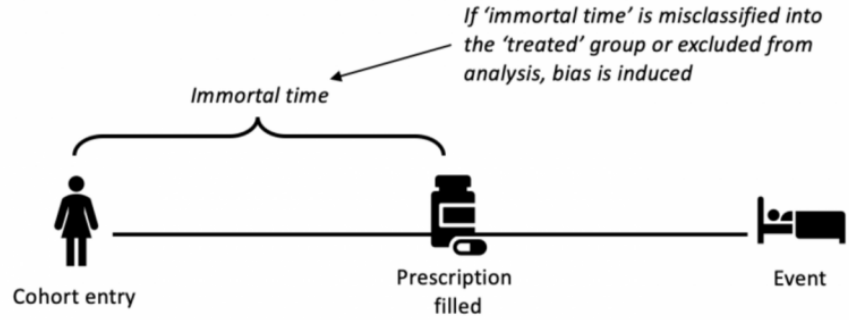 If ‘immortal time’ is misclassified into
the ‘treated’ group or excluded from
analysis, bias is induced
Immortal time
Cohort entry
Prescription
filled
Event